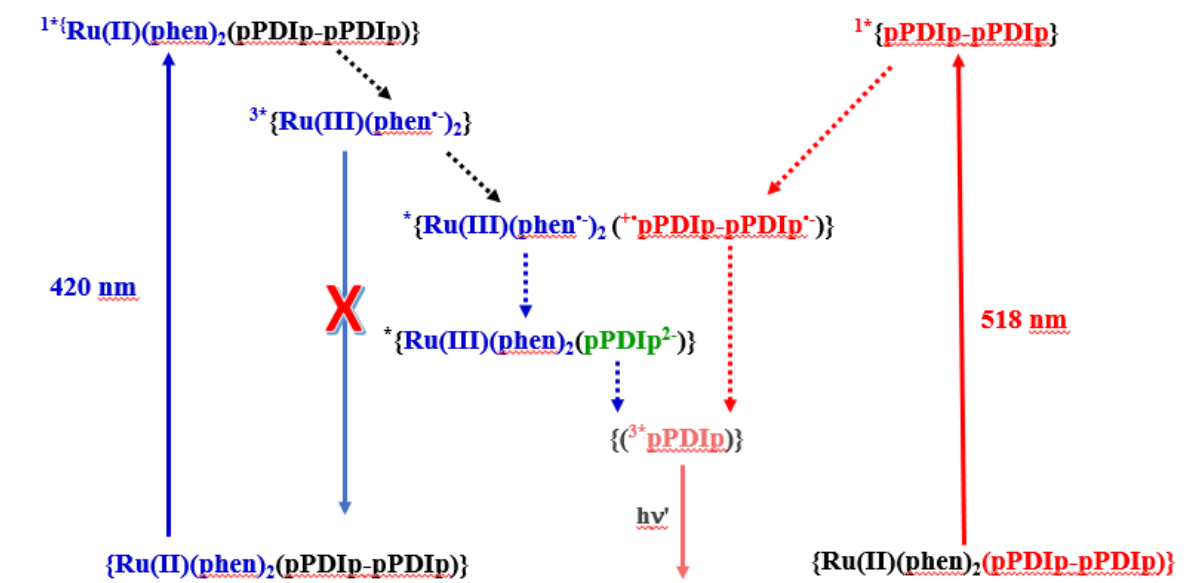 ¹*{Ru(II)(phen)₂(pPDIp-pPDIp)}
¹*{pPDIp-pPDIp}
³*{Ru(III)(phen•⁻)₂}
*{Ru(III)(phen•⁻)₂(⁺•pPDIp-pPDIp•⁻)}
420 nm
X
518 nm
*{Ru(III)(phen)₂(pPDIp²⁻)}
{(³*pPDIp)}
hν'
{Ru(II)(phen)₂(pPDIp-pPDIp)}
{Ru(II)(phen)₂(pPDIp-pPDIp)}